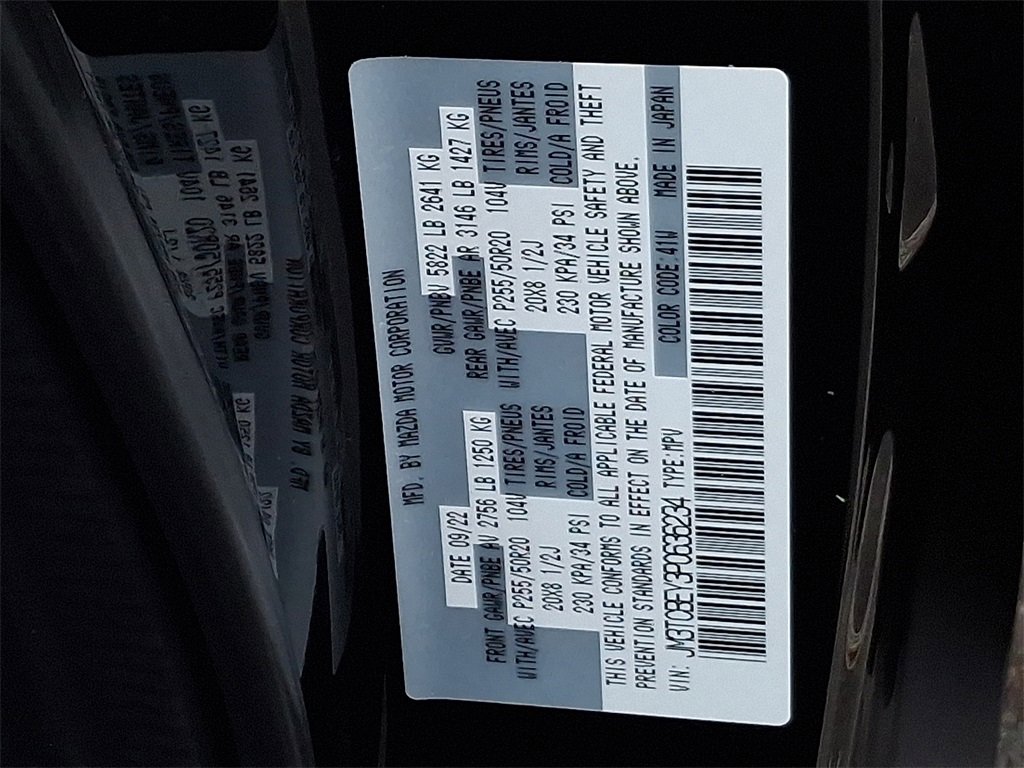 MFD. BY MAZDA MOTOR CORPORATION
DATE 09/22 GVWR/PNBV 5822 LB 2641 KG
FRONT GAWR/PNBE AV 2756 LB 1250 KG REAR GAWR/PNBE AR 3146 LB 1427 KG
WITH/AVEC P255/50R20 104V TIRES/PNEUS WITH/AVEC P255/50R20 104V TIRES/PNEUS
20X8 1/2J RIMS/JANTES 20X8 1/2J RIMS/JANTES
230 KPA/34 PSI COLD/A FROID 230 KPA/34 PSI COLD/A FROID
THIS VEHICLE CONFORMS TO ALL APPLICABLE FEDERAL MOTOR VEHICLE SAFETY AND THEFT
PREVENTION STANDARDS IN EFFECT ON THE DATE OF MANUFACTURE SHOWN ABOVE.
VIN: JM3TCBEY3P0636234 TYPE:MPV COLOR CODE:41W MADE IN JAPAN